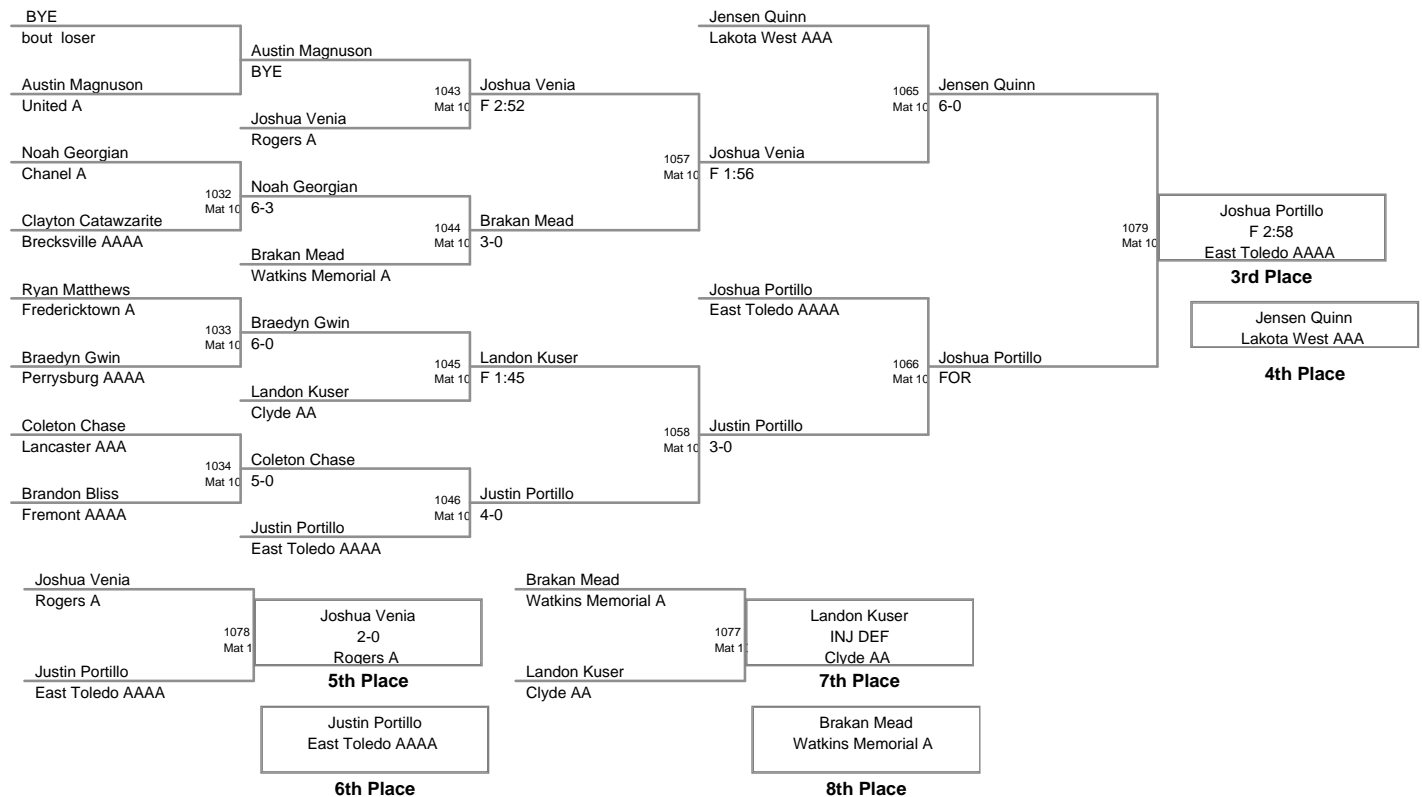 BYE
bout loser
Austin Magnuson
United A
Noah Georgian
Chanel A
Clayton Catawzarite
Brecksville AAAA
Ryan Matthews
Fredericktown A
Braedyn Gwin
Perrysburg AAAA
Coleton Chase
Lancaster AAA
Brandon Bliss
Fremont AAAA
Austin Magnuson
BYE
Joshua Venia
Rogers A
1032
Mat 10
Noah Georgian
6-3
Brakan Mead
Watkins Memorial A
1033
Mat 10
Braedyn Gwin
6-0
Landon Kuser
Clyde AA
1034
Mat 10
Coleton Chase
5-0
Justin Portillo
East Toledo AAAA
1043
Mat 10
Joshua Venia
F 2:52
1044
Mat 10
Brakan Mead
3-0
1045
Mat 10
Landon Kuser
F 1:45
1046
Mat 10
Justin Portillo
4-0
Jensen Quinn
Lakota West AAA
1057
Mat 10
Joshua Venia
F 1:56
Joshua Portillo
East Toledo AAAA
1058
Mat 10
Justin Portillo
3-0
1065
Mat 10
Jensen Quinn
6-0
1066
Mat 10
Joshua Portillo
FOR
1079
Mat 10
Joshua Portillo
F 2:58
East Toledo AAAA
3rd Place
Jensen Quinn
Lakota West AAA
4th Place
Joshua Venia
Rogers A
Justin Portillo
East Toledo AAAA
1078
Mat 1
Joshua Venia
2-0
Rogers A
5th Place
Justin Portillo
East Toledo AAAA
6th Place
Brakan Mead
Watkins Memorial A
Landon Kuser
Clyde AA
1077
Mat 1
Landon Kuser
INJ DEF
Clyde AA
7th Place
Brakan Mead
Watkins Memorial A
8th Place